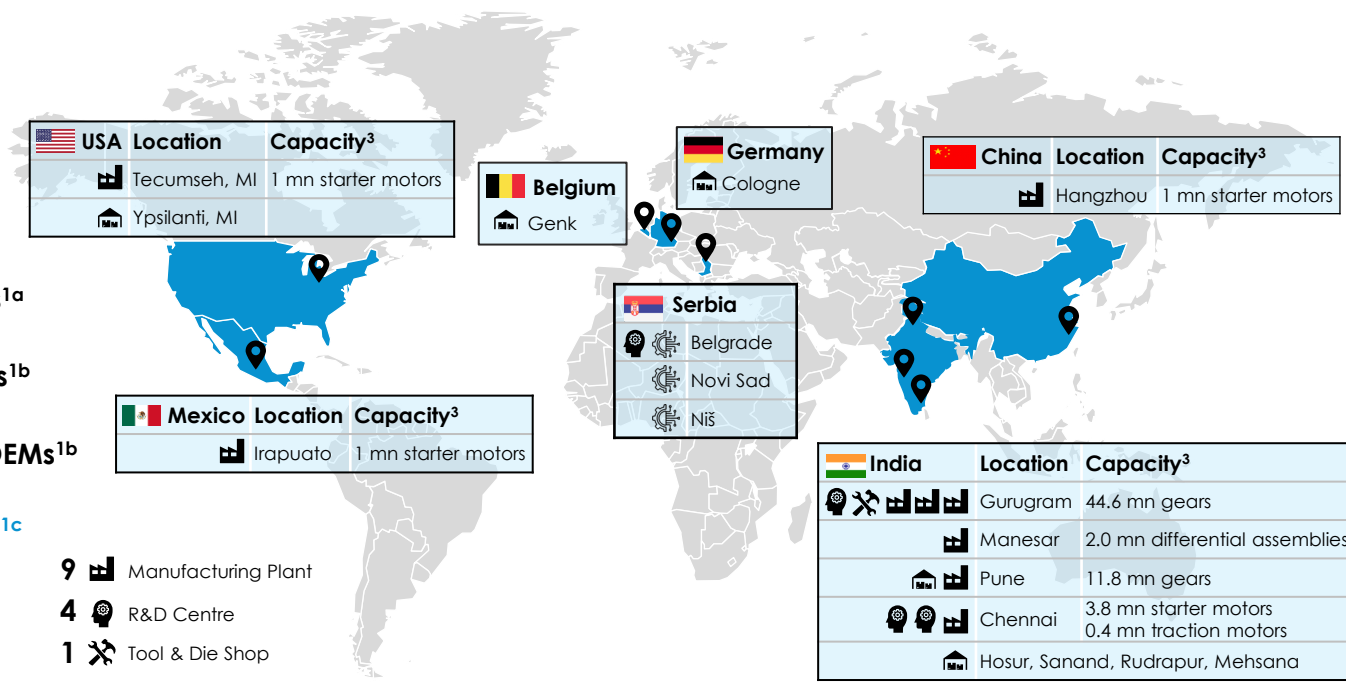 USA Location Capacity³
Tecumseh, MI 1 mn starter motors
Ypsilanti, MI
Belgium
Genk
Germany
Cologne
China Location Capacity³
Hangzhou 1 mn starter motors
Serbia
Belgrade
Novi Sad
Niš
1a
s¹ᵇ
Mexico Location Capacity³
Irapuato 1 mn starter motors
OEMs¹ᵇ
1c
India Location Capacity³
Gurugram 44.6 mn gears
Manesar 2.0 mn differential assemblies
Pune 11.8 mn gears
Chennai 3.8 mn starter motors
0.4 mn traction motors
Hosur, Sanand, Rudrapur, Mehsana
9 Manufacturing Plant
4 R&D Centre
1 Tool & Die Shop